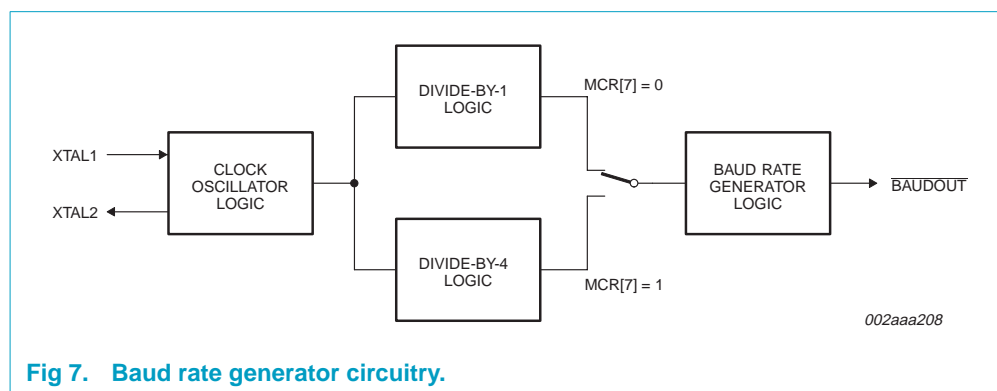 DIVIDE-BY-1
LOGIC
MCR[7] = 0
XTAL1
XTAL2
CLOCK
OSCILLATOR
LOGIC
BAUD RATE
GENERATOR
LOGIC
BAUDOUT
DIVIDE-BY-4
LOGIC
MCR[7] = 1
002aaa208
Fig 7. Baud rate generator circuitry.